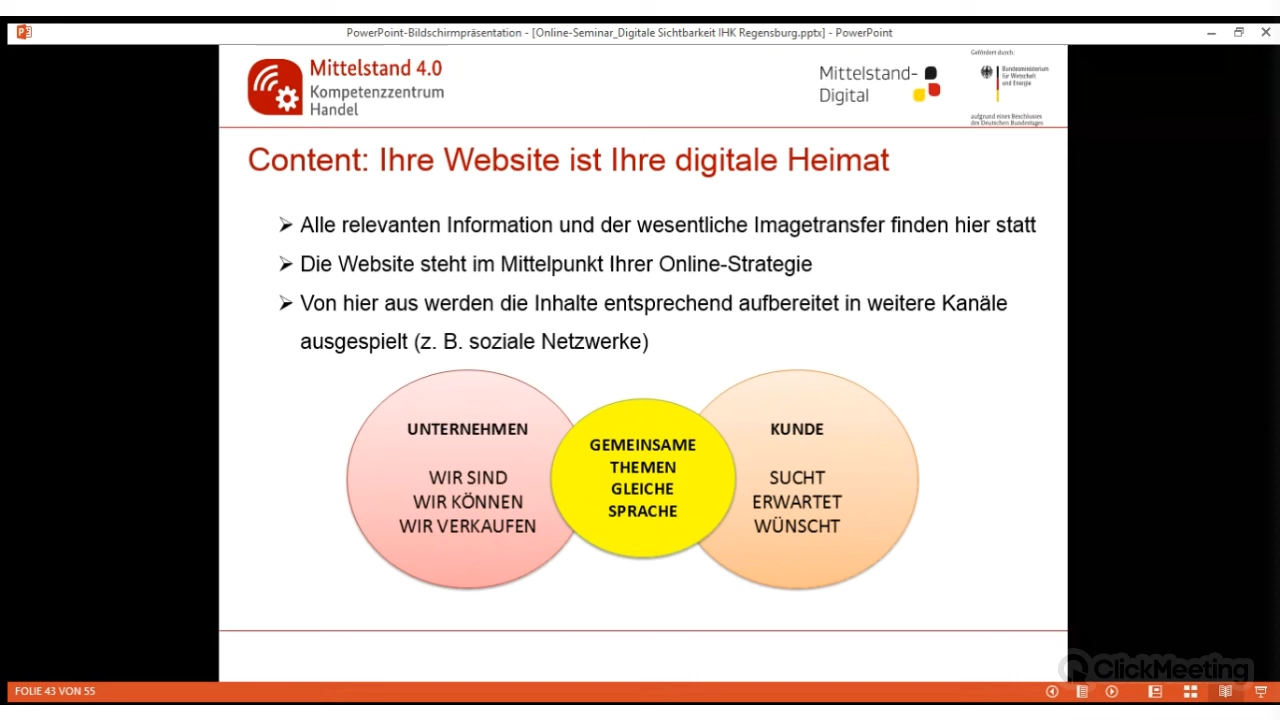 PowerPoint-Bildschirmpräsentation - [Online-Seminar_Digitale Sichtbarkeit IHK Regensburg.pptx] - PowerPoint
Mittelstand 4.0
Kompetenzzentrum
Handel
Mittelstand-
Digital
Gefördert durch:
Bundesministerium
für Wirtschaft
und Energie
aufgrund eines Beschlusses
des Deutschen Bundestages
Content: Ihre Website ist Ihre digitale Heimat
Alle relevanten Information und der wesentliche Imagetransfer finden hier statt
Die Website steht im Mittelpunkt Ihrer Online-Strategie
Von hier aus werden die Inhalte entsprechend aufbereitet in weitere Kanäle
ausgespielt (z. B. soziale Netzwerke)
UNTERNEHMEN
WIR SIND
WIR KÖNNEN
WIR VERKAUFEN
GEMEINSAME
THEMEN
GLEICHE
SPRACHE
KUNDE
SUCHT
ERWARTET
WÜNSCHT
ClickMeeting
FOLIE 43 VON 55